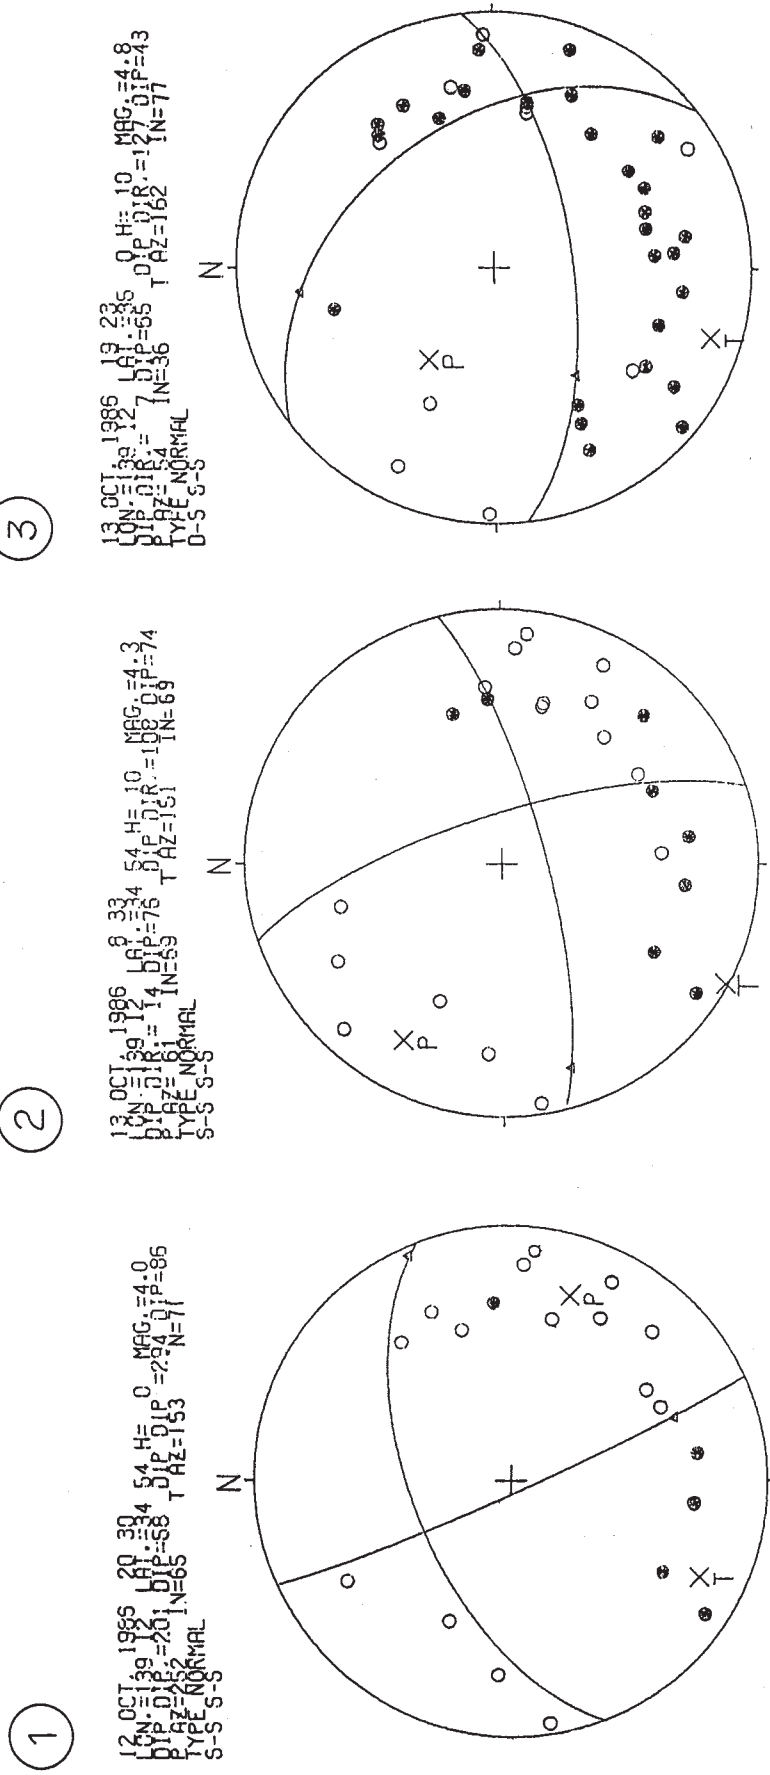 1
12 OCT. 1986 20 30
LON.=139 12 LAT.=34 54 H= 0 MAG.=4.0
DIP DIR.=201 DIP=58 DIP DIR.=294 DIP=86
P AZ=252 IN=65 T AZ=153 IN=71
TYPE NORMAL
S-S S-S
N
P
T
2
13 OCT. 1986 8 33
LON.=139 12 LAT.=34 54 H= 10 MAG.=4.3
DIP DIR.= 14 DIP=76 DIP DIR.=108 DIP=74
P AZ= 61 IN=59 T AZ=151 IN=69
TYPE NORMAL
S-S S-S
N
P
T
3
13 OCT. 1986 19 23
LON.=139 12 LAT.=35 0 H= 10 MAG.=4.8
DIP DIR.= 7 DIP=65 DIP DIR.=127 DIP=43
P AZ= 54 IN=36 T AZ=162 IN=77
TYPE NORMAL
D-S S-S
N
P
T